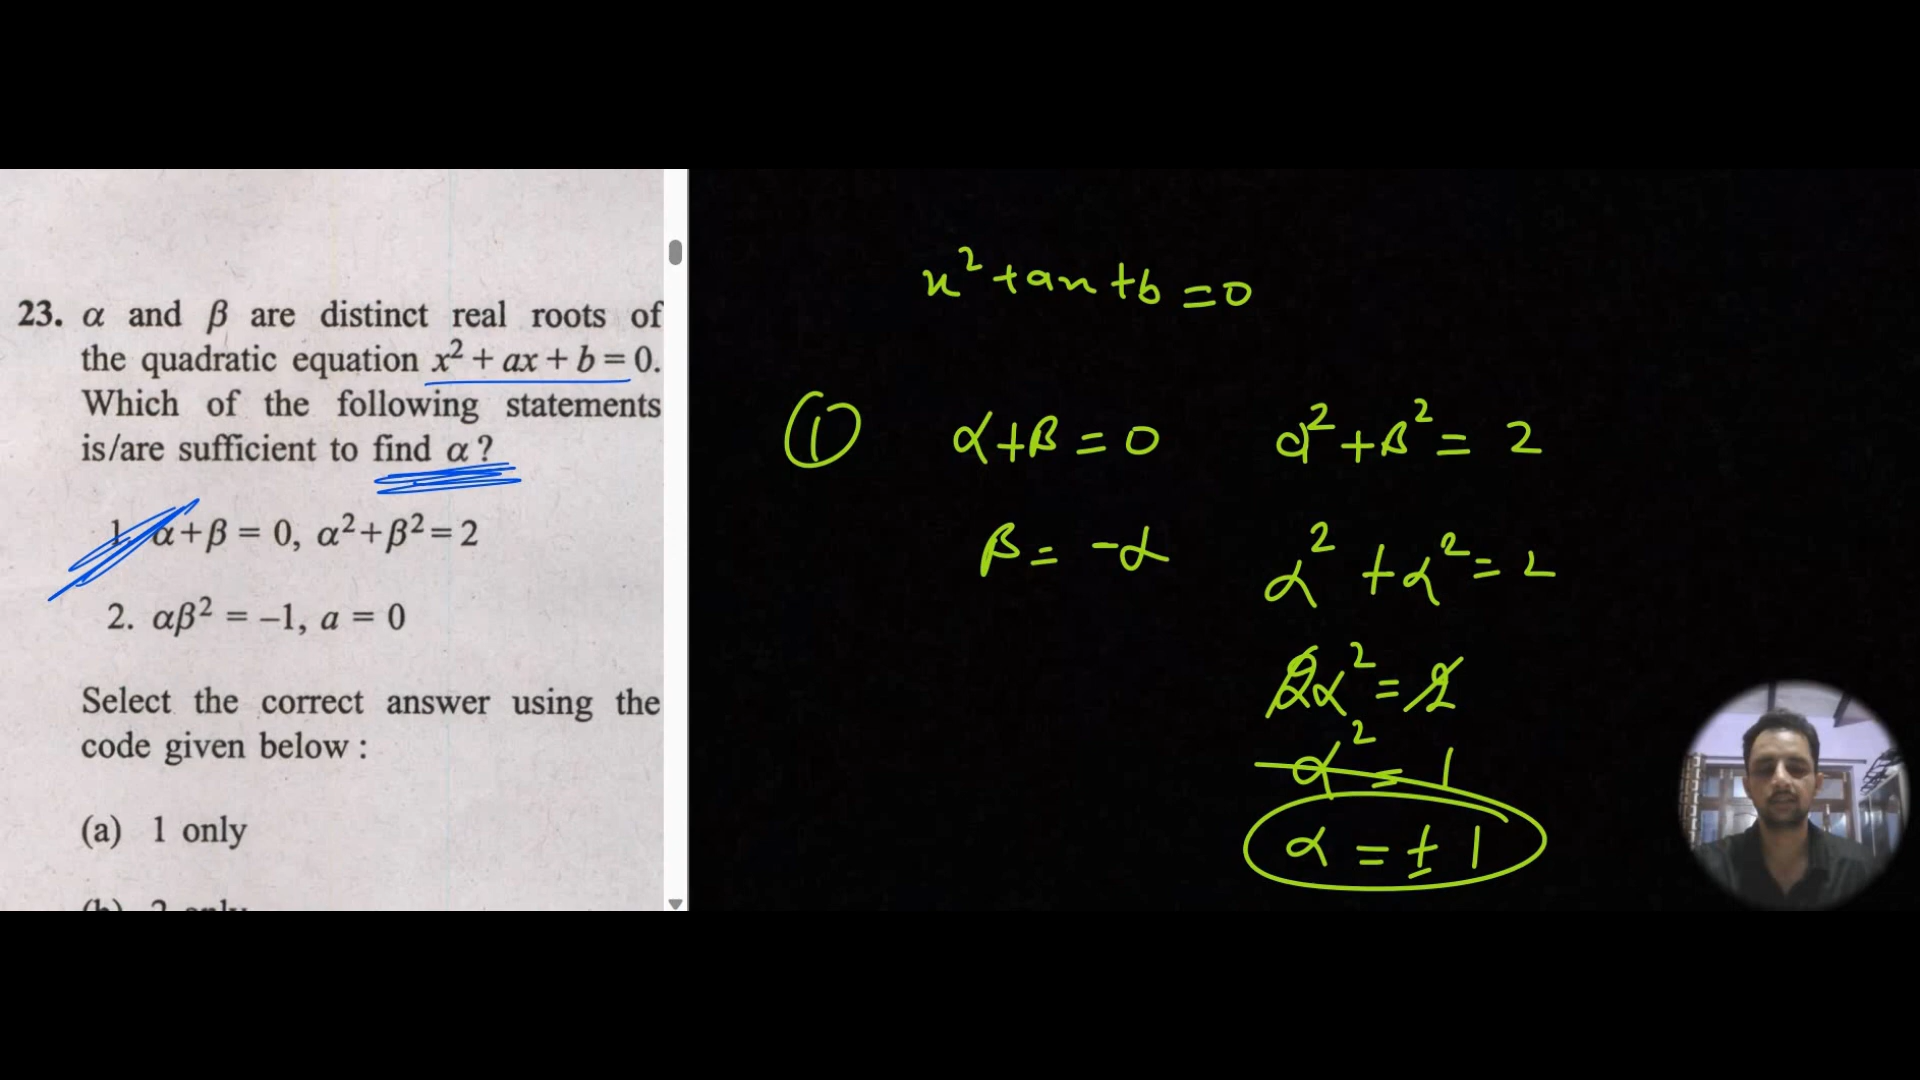 23. α and β are distinct real roots of
the quadratic equation x² + ax + b = 0.
Which of the following statements
is/are sufficient to find α ?
1. α+β = 0, α²+β² = 2
2. αβ² = –1, a = 0
Select the correct answer using the
code given below :
(a) 1 only
(b) 2 only
x² + ax + b = 0
① α+β = 0 α²+β² = 2
β = -α α² + α² = 2
2α² = 2
α² = 1
α = ± 1